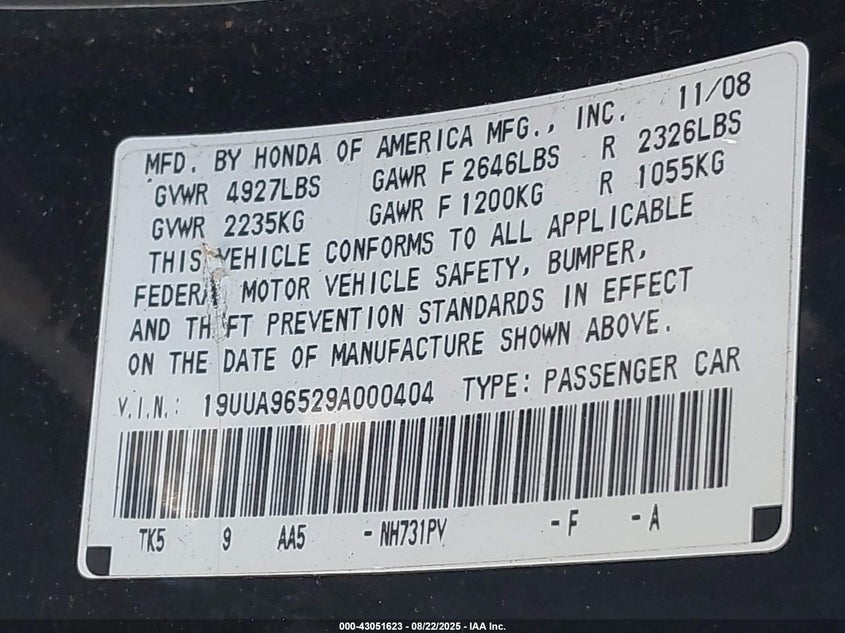 MFD. BY HONDA OF AMERICA MFG., INC. 11/08
GVWR 4927LBS GAWR F 2646LBS R 2326LBS
GVWR 2235KG GAWR F 1200KG R 1055KG
THIS VEHICLE CONFORMS TO ALL APPLICABLE
FEDERAL MOTOR VEHICLE SAFETY, BUMPER,
AND THEFT PREVENTION STANDARDS IN EFFECT
ON THE DATE OF MANUFACTURE SHOWN ABOVE.
V.I.N.: 19UUA96529A000404 TYPE: PASSENGER CAR
TK5 9 AA5 -NH731PV -F -A
000-43051623 - 08/22/2025 - IAA Inc.